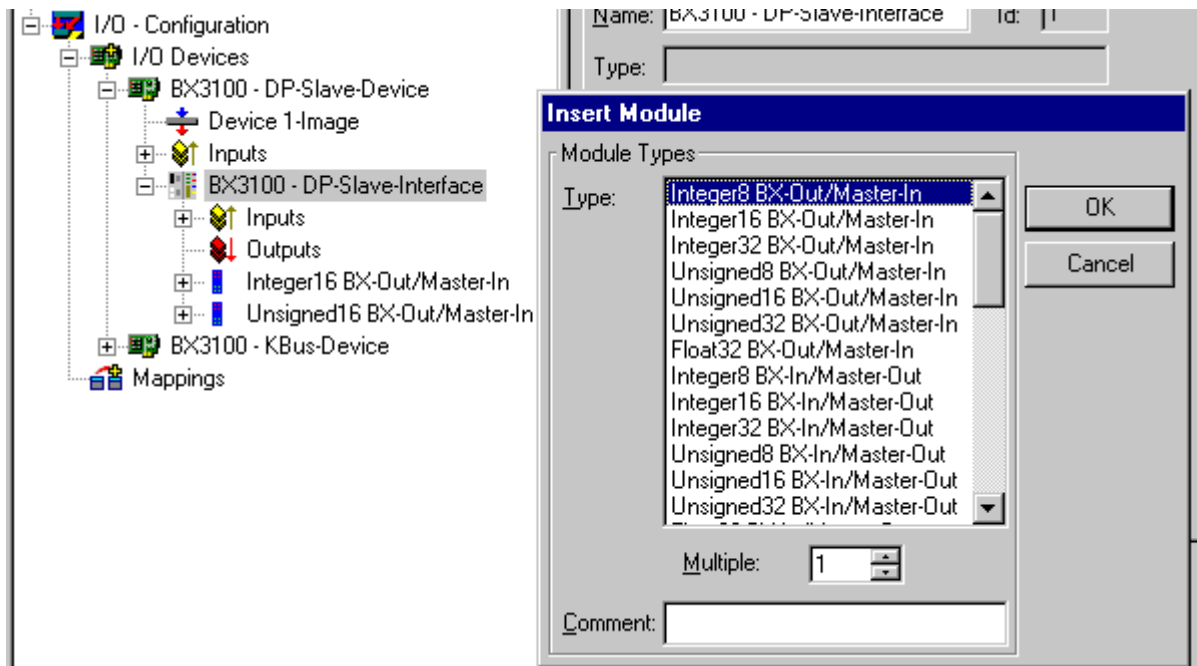 I/O - Configuration
I/O Devices
BX3100 - DP-Slave-Device
Device 1-Image
Inputs
BX3100 - DP-Slave-Interface
Inputs
Outputs
Integer16 BX-Out/Master-In
Unsigned16 BX-Out/Master-In
BX3100 - KBus-Device
Mappings
Name: BX3100 - DP-Slave-Interface Id: 1
Type:
Insert Module
Module Types
Type:
Integer8 BX-Out/Master-In
Integer16 BX-Out/Master-In
Integer32 BX-Out/Master-In
Unsigned8 BX-Out/Master-In
Unsigned16 BX-Out/Master-In
Unsigned32 BX-Out/Master-In
Float32 BX-Out/Master-In
Integer8 BX-In/Master-Out
Integer16 BX-In/Master-Out
Integer32 BX-In/Master-Out
Unsigned8 BX-In/Master-Out
Unsigned16 BX-In/Master-Out
Unsigned32 BX-In/Master-Out
OK
Cancel
Multiple: 1
Comment: